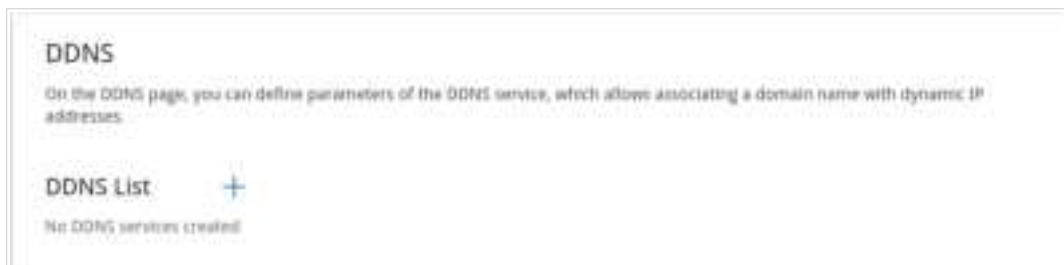 DDNS
On the DDNS page, you can define parameters of the DDNS service, which allows associating a domain name with dynamic IP
addresses.
DDNS List +
No DDNS services created